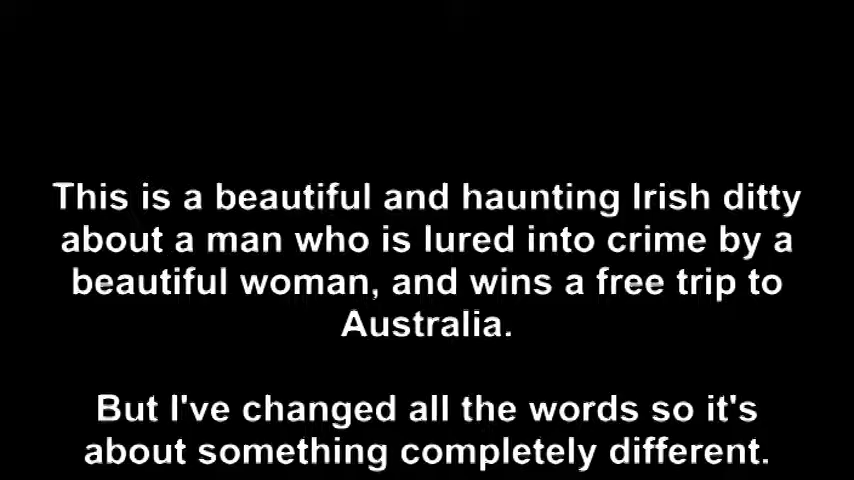 This is a beautiful and haunting Irish ditty
about a man who is lured into crime by a
beautiful woman, and wins a free trip to
Australia.
But I've changed all the words so it's
about something completely different.